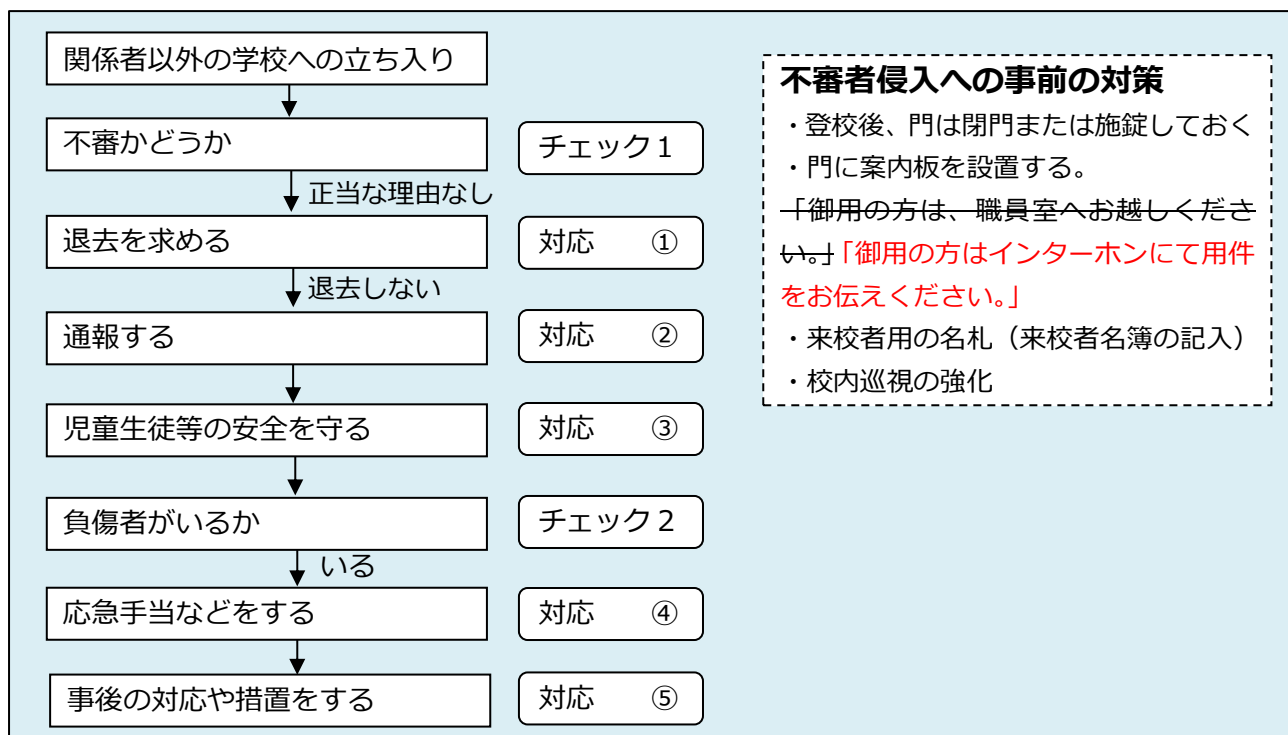 関係者以外の学校への立ち入り
不審かどうか
チェック１
正当な理由なし
退去を求める
対応　　①
退去しない
通報する
対応　　②
児童生徒等の安全を守る
対応　　③
負傷者がいるか
チェック２
いる
応急手当などをする
対応　　④
事後の対応や措置をする
対応　　⑤
不審者侵入への事前の対策
・登校後、門は閉門または施錠しておく
・門に案内板を設置する。
「御用の方は、職員室へお越しくださ
い。」「御用の方はインターホンにて用件
をお伝えください。」
・来校者用の名札（来校者名簿の記入）
・校内巡視の強化